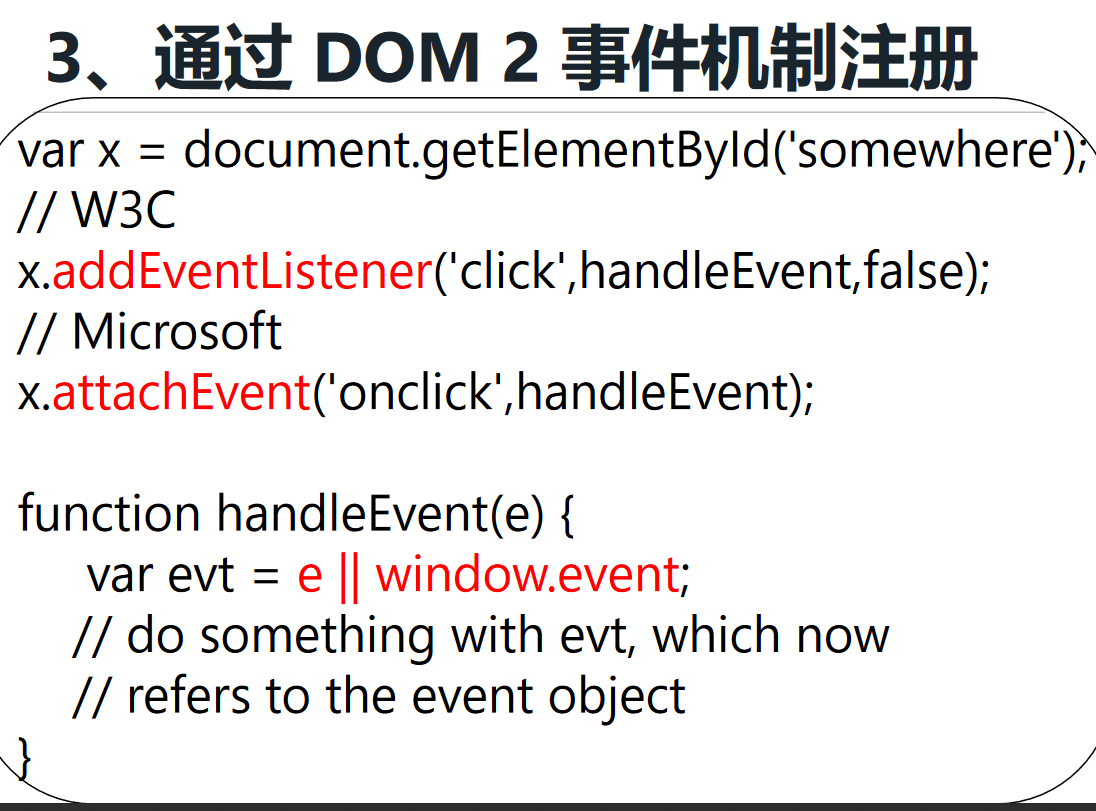 3、通过 DOM 2 事件机制注册
var x = document.getElementById('somewhere');
// W3C
x.addEventListener('click',handleEvent,false);
// Microsoft
x.attachEvent('onclick',handleEvent);
function handleEvent(e) {
var evt = e || window.event;
// do something with evt, which now
// refers to the event object
}